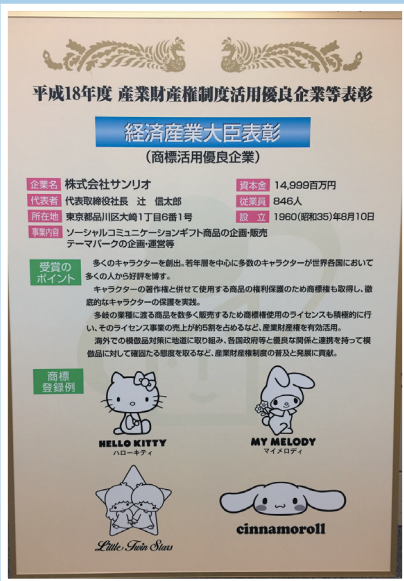 平成18年度 産業財産権制度活用優良企業等表彰
経済産業大臣表彰
(商標活用優良企業)
企業名 株式会社サンリオ
資本金 14,999百万円
代表者 代表取締役社長 辻 信太郎
従業員 846人
所在地 東京都品川区大崎1丁目6番1号
設 立 1960(昭和35)年8月10日
事業内容 ソーシャルコミュニケーションギフト商品の企画・販売
テーマパークの企画・運営等
受賞の
ポイント
多くのキャラクターを創出。若年層を中心に多数のキャラクターが世界各国において
多くの人から好評を博す。
キャラクターの著作権と併せて使用する商品の権利保護のため商標権も取得し、徹
底的なキャラクターの保護を実践。
多岐の業種に渡る商品を数多く販売するため商標権使用のライセンスも積極的に行
い、そのライセンス事業の売上が約5割を占めるなど、産業財産権を有効活用。
海外での模倣品対策に地道に取り組み、各国政府等と優良な関係と連携を持って模
倣品に対して確固たる態度を取るなど、産業財産権制度の普及と発展に貢献。
商標
登録例
HELLO KITTY
ハローキティ
MY MELODY
マイメロディ
Little Twin Stars
cinnamoroll